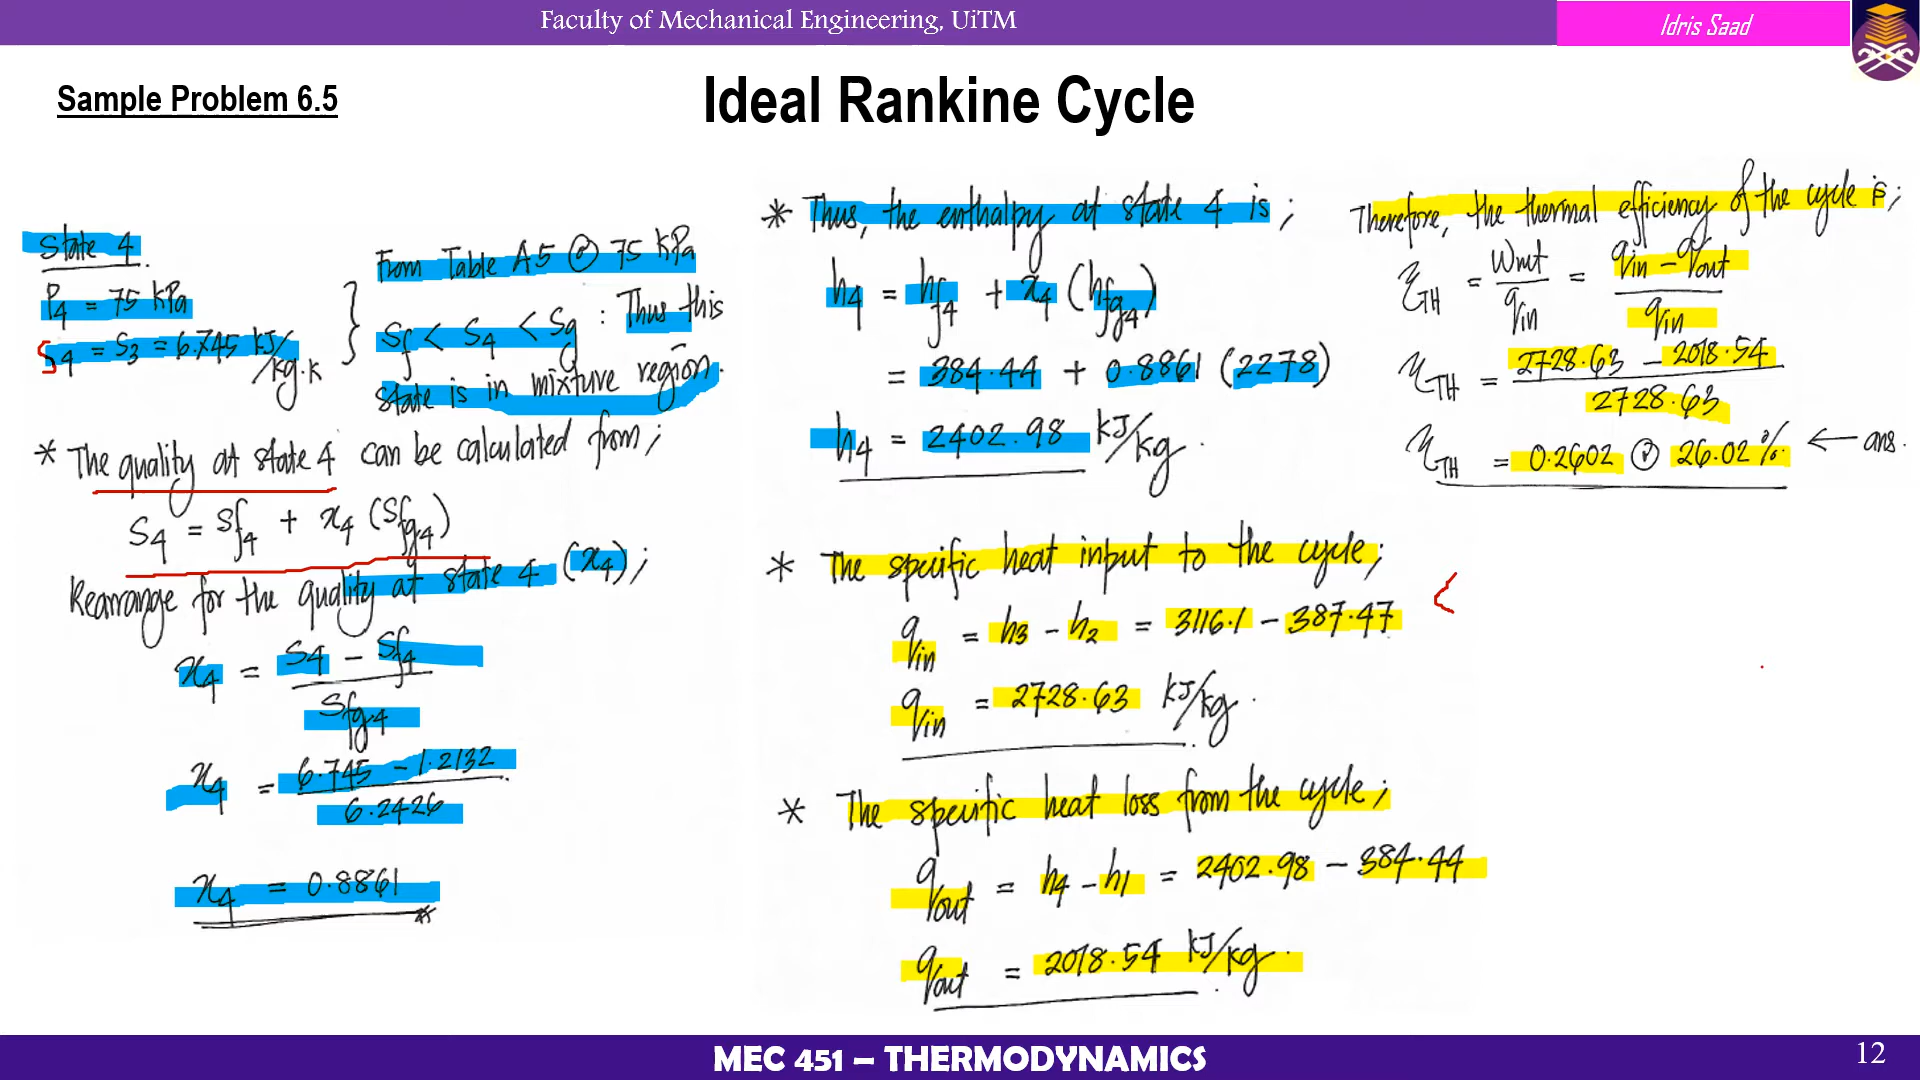 Faculty of Mechanical Engineering, UiTM
Idris Saad
Sample Problem 6.5
Ideal Rankine Cycle
State 4
P4 = 75 kPa
S4 = S3 = 6.745 kJ/kg.K
From Table A5 @ 75 kPa
Sf < S4 < Sg : Thus this
state is in mixture region.
* The quality at state 4 can be calculated from;
S4 = Sf4 + x4 (Sfg4)
Rearrange for the quality at state 4 (x4);
x4 = S4 - Sf4 / Sfg4
x4 = 6.745 - 1.2132 / 6.2426
x4 = 0.8861
* Thus, the enthalpy at state 4 is;
h4 = hf4 + x4 (hfg4)
= 384.44 + 0.8861 (2278)
h4 = 2402.98 kJ/kg.
* The specific heat input to the cycle;
qin = h3 - h2 = 3116.1 - 387.47
qin = 2728.63 kJ/kg.
* The specific heat loss from the cycle;
qout = h4 - h1 = 2402.98 - 384.44
qout = 2018.54 kJ/kg.
Therefore, the thermal efficiency of the cycle is;
ηTH = Wnet / qin = qin - qout / qin
ηTH = 2728.63 - 2018.54 / 2728.63
ηTH = 0.2602 @ 26.02% ← ans.
MEC 451 – THERMODYNAMICS
12